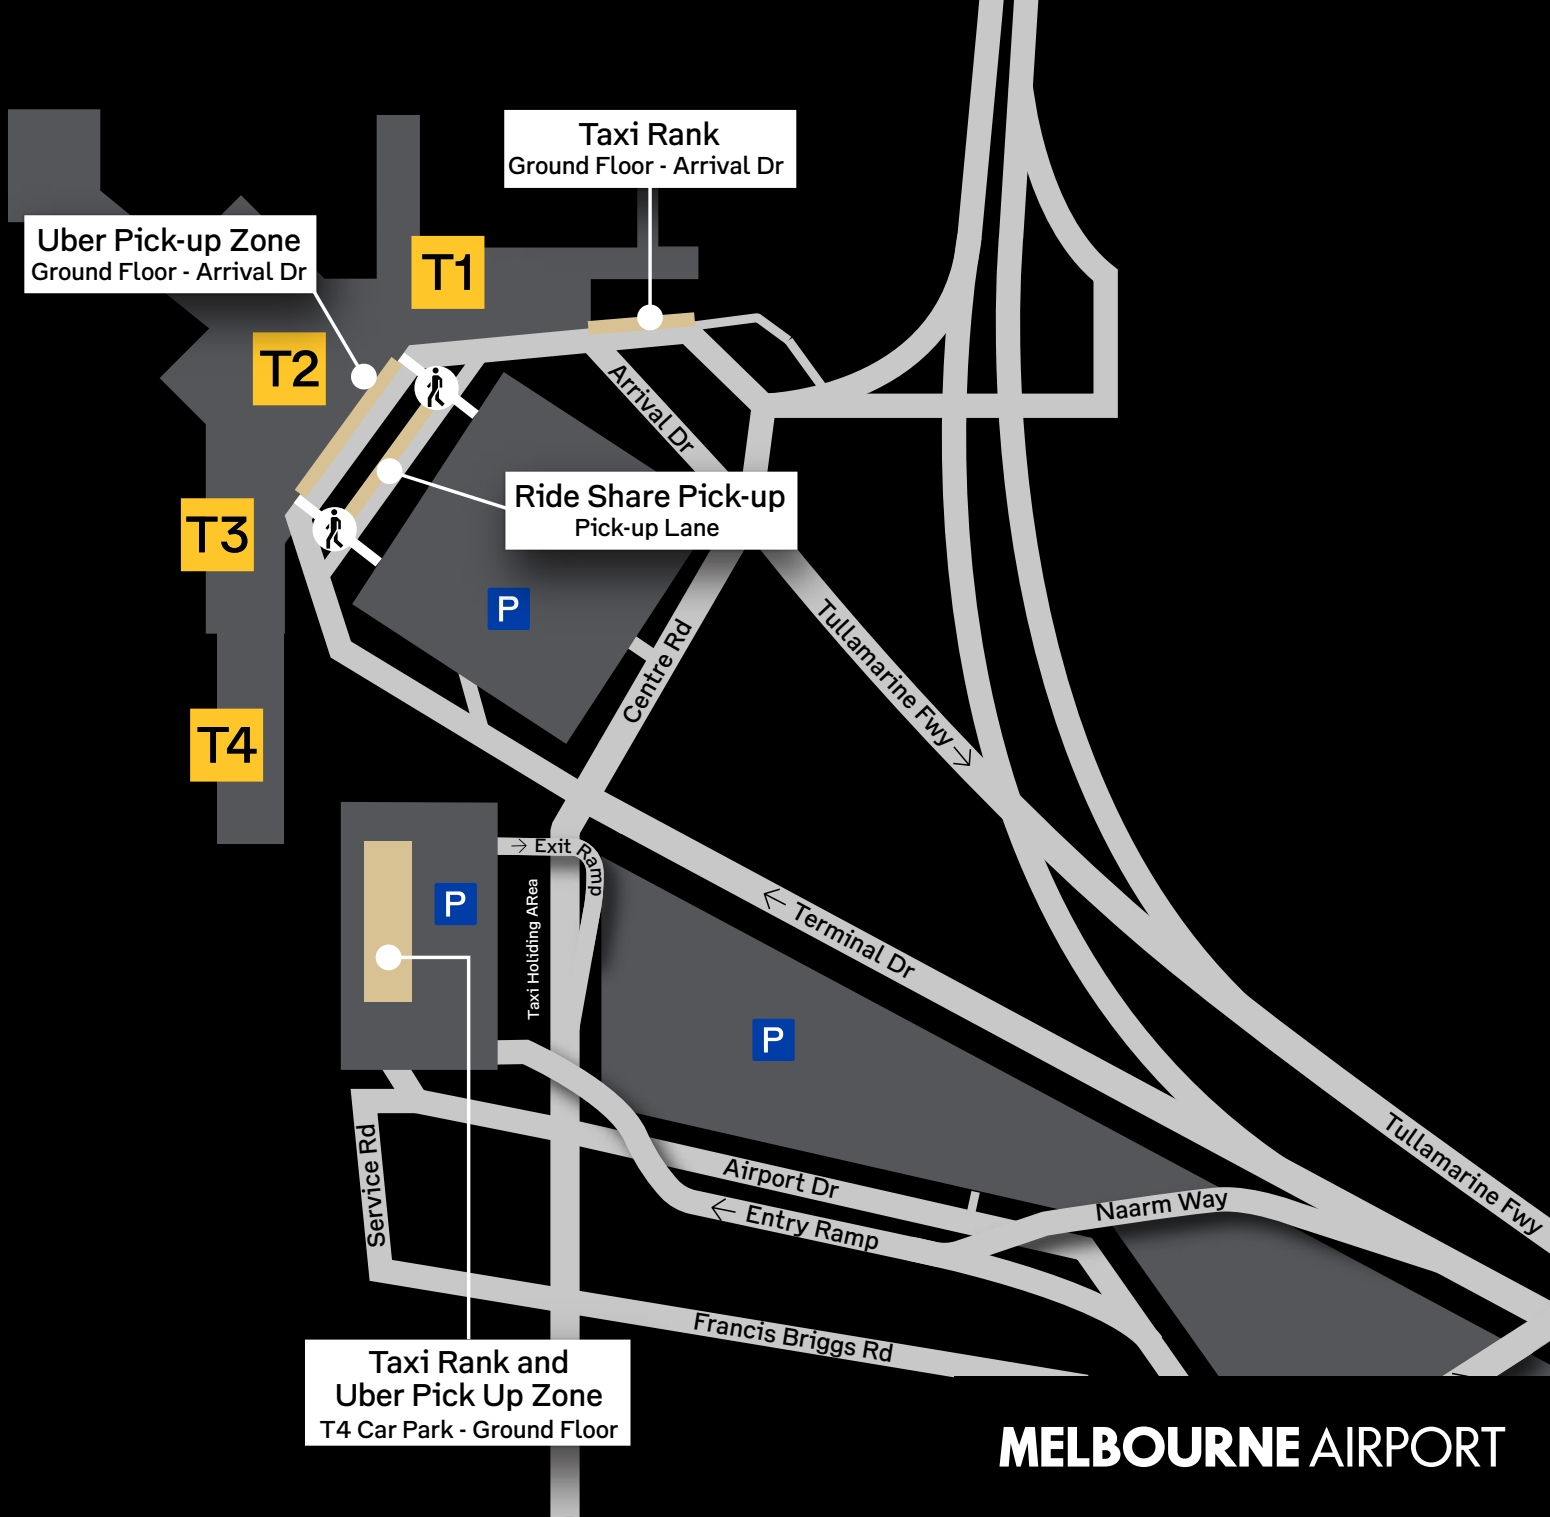 Taxi Rank
Ground Floor - Arrival Dr
Uber Pick-up Zone
Ground Floor - Arrival Dr
T1
T2
Arrival Dr
Ride Share Pick-up
Pick-up Lane
T3
P
Tullamarine Fwy →
Centre Rd
T4
→ Exit Ramp
P
Taxi Holiding ARea
← Terminal Dr
P
Tullamarine Fwy
Service Rd
Airport Dr
Naarm Way
← Entry Ramp
Francis Briggs Rd
Taxi Rank and
Uber Pick Up Zone
T4 Car Park - Ground Floor
MELBOURNE AIRPORT